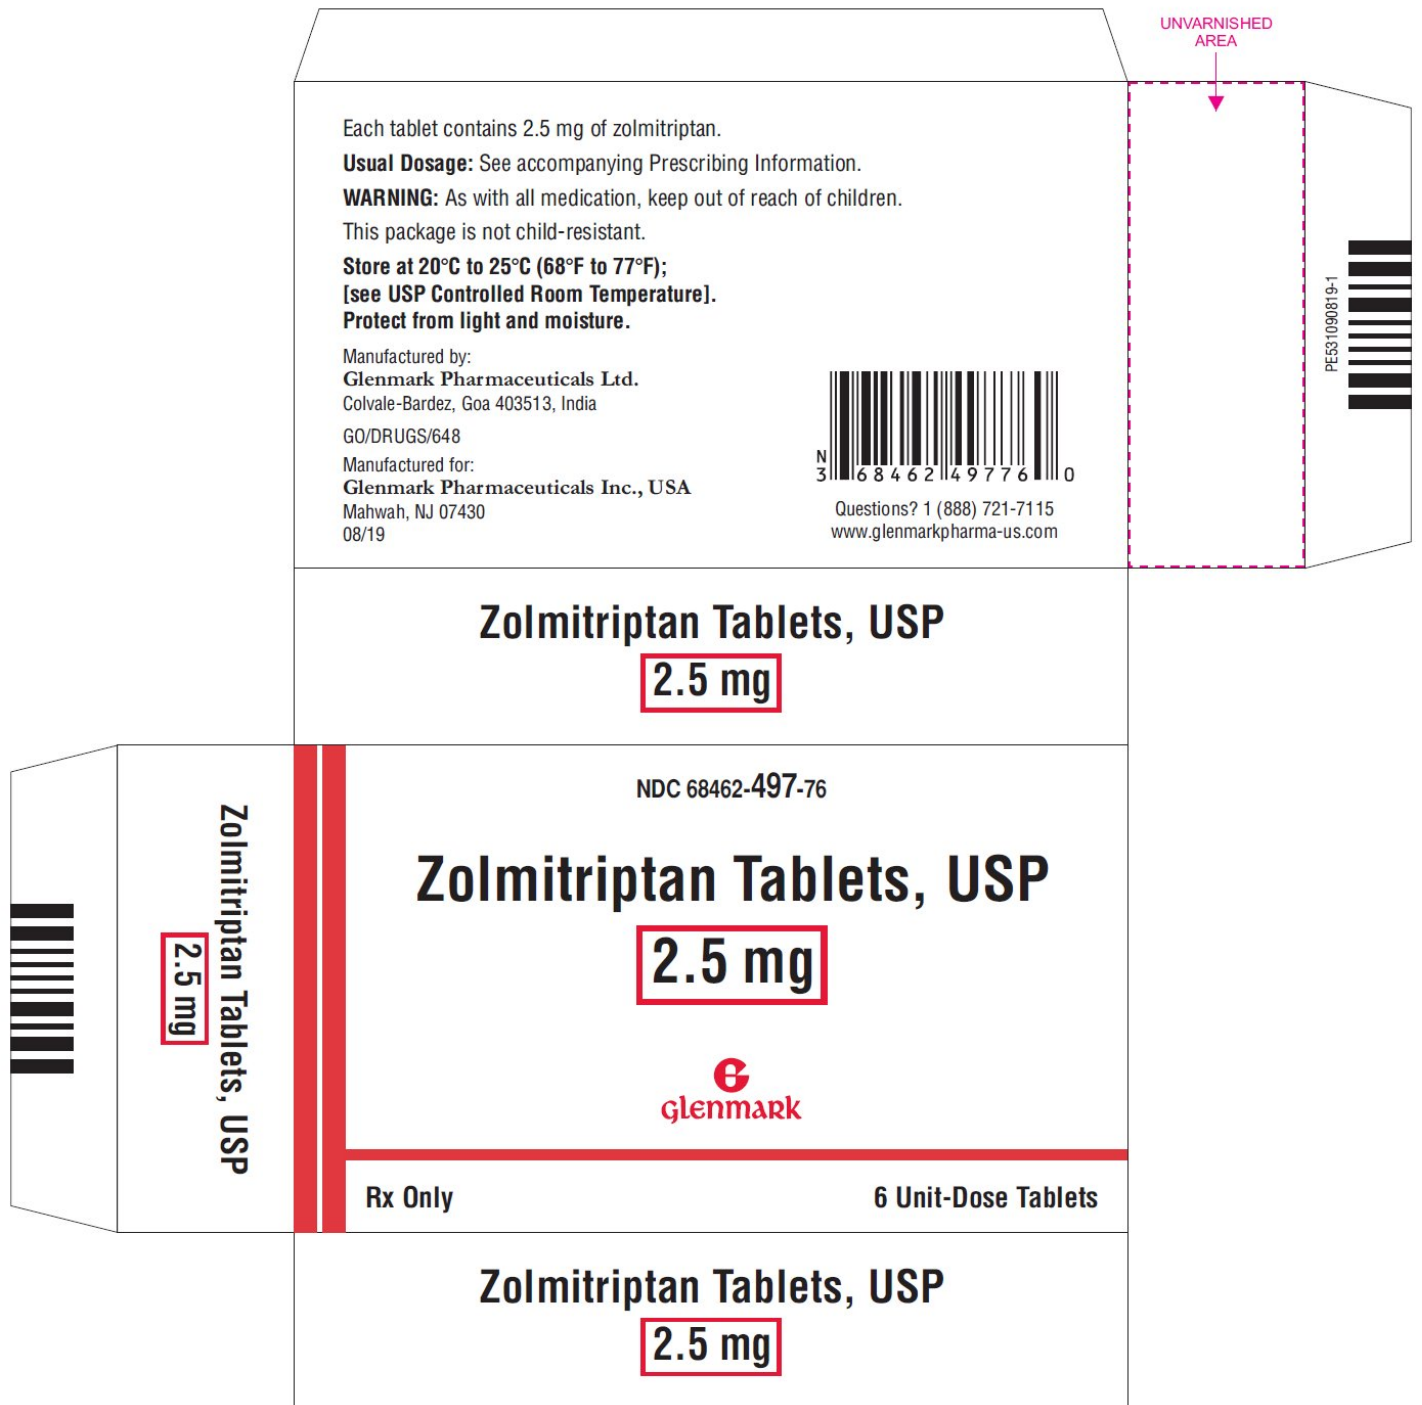 UNVARNISHED
AREA
Each tablet contains 2.5 mg of zolmitriptan.
Usual Dosage: See accompanying Prescribing Information.
WARNING: As with all medication, keep out of reach of children.
This package is not child-resistant.
Store at 20°C to 25°C (68°F to 77°F);
[see USP Controlled Room Temperature].
Protect from light and moisture.
Manufactured by:
Glenmark Pharmaceuticals Ltd.
Colvale-Bardez, Goa 403513, India
GO/DRUGS/648
Manufactured for:
Glenmark Pharmaceuticals Inc., USA
Mahwah, NJ 07430
08/19
N
3 68462 49776 0
Questions? 1 (888) 721-7115
www.glenmarkpharma-us.com
PE531090819-1
Zolmitriptan Tablets, USP
2.5 mg
Zolmitriptan Tablets, USP
2.5 mg
NDC 68462-497-76
Zolmitriptan Tablets, USP
2.5 mg
glenmark
Rx Only
6 Unit-Dose Tablets
Zolmitriptan Tablets, USP
2.5 mg